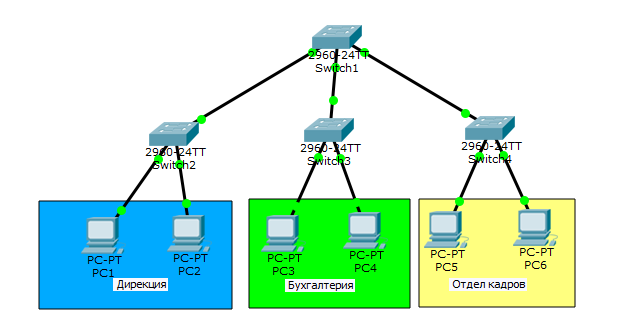 2960-24TT
Switch1
2960-24TT
Switch2
2960-24TT
Switch3
2960-24TT
Switch4
PC-PT
PC1
PC-PT
PC2
PC-PT
PC3
PC-PT
PC4
PC-PT
PC5
PC-PT
PC6
Дирекция
Бухгалтерия
Отдел кадров